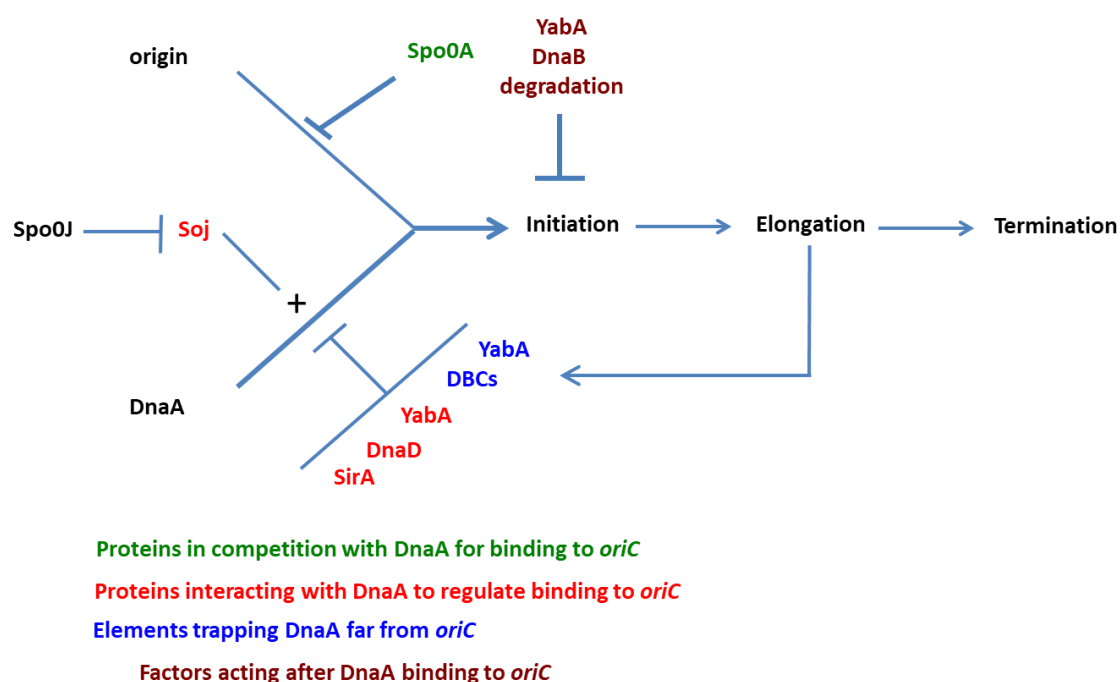 origin
Spo0A
YabA
DnaB
degradation
Spo0J
Soj
+
Initiation
Elongation
Termination
DnaA
YabA
DBCs
YabA
DnaD
SirA
Proteins in competition with DnaA for binding to oriC
Proteins interacting with DnaA to regulate binding to oriC
Elements trapping DnaA far from oriC
Factors acting after DnaA binding to oriC